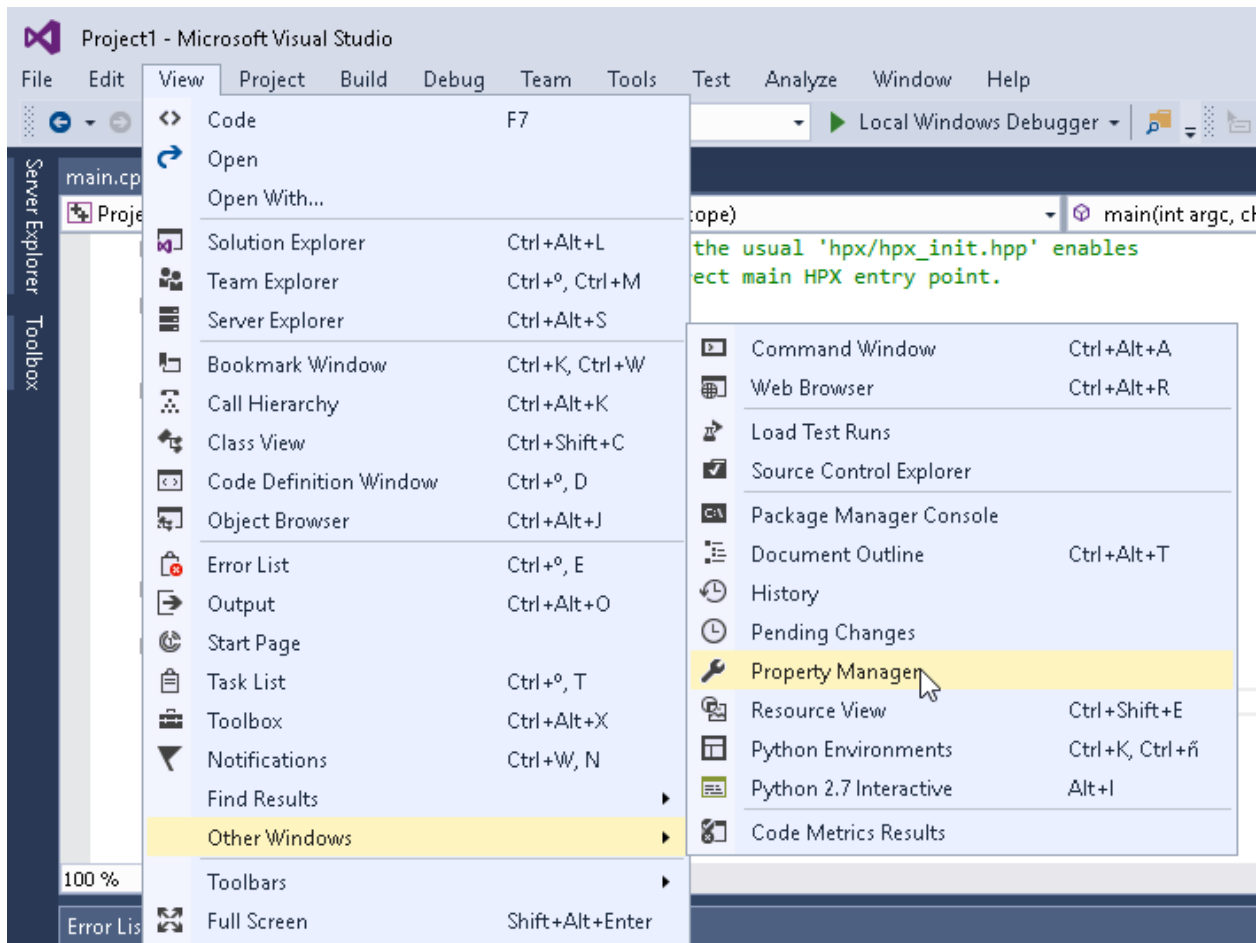 Project1 - Microsoft Visual Studio
File Edit View Project Build Debug Team Tools Test Analyze Window Help
Local Windows Debugger
Server Explorer
Toolbox
main.cp
Proje
cope)
main(int argc, ch
the usual 'hpx/hpx_init.hpp' enables
ect main HPX entry point.
Code F7
Open
Open With...
Solution Explorer Ctrl+Alt+L
Team Explorer Ctrl+º, Ctrl+M
Server Explorer Ctrl+Alt+S
Bookmark Window Ctrl+K, Ctrl+W
Call Hierarchy Ctrl+Alt+K
Class View Ctrl+Shift+C
Code Definition Window Ctrl+º, D
Object Browser Ctrl+Alt+J
Error List Ctrl+º, E
Output Ctrl+Alt+O
Start Page
Task List Ctrl+º, T
Toolbox Ctrl+Alt+X
Notifications Ctrl+W, N
Find Results
Other Windows
Toolbars
Full Screen Shift+Alt+Enter
Command Window Ctrl+Alt+A
Web Browser Ctrl+Alt+R
Load Test Runs
Source Control Explorer
Package Manager Console
Document Outline Ctrl+Alt+T
History
Pending Changes
Property Manager
Resource View Ctrl+Shift+E
Python Environments Ctrl+K, Ctrl+ñ
Python 2.7 Interactive Alt+I
Code Metrics Results
100 %
Error Lis